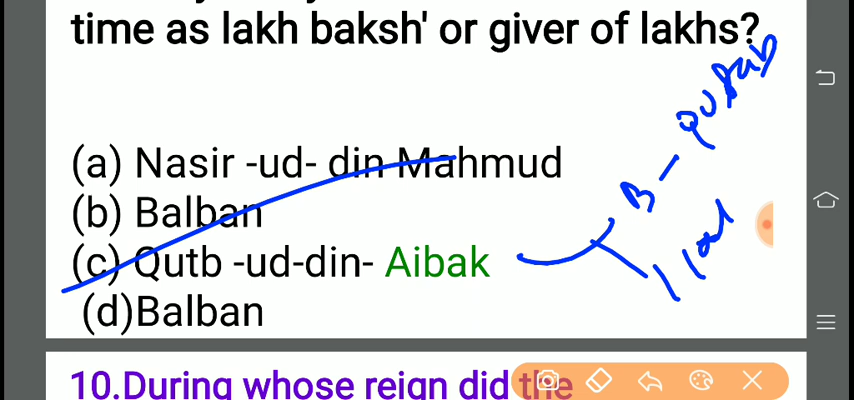 time as lakh baksh' or giver of lakhs?
(a) Nasir -ud- din Mahmud
(b) Balban
(c) Qutb -ud-din- Aibak
(d)Balban
B -
10.During whose reign did the